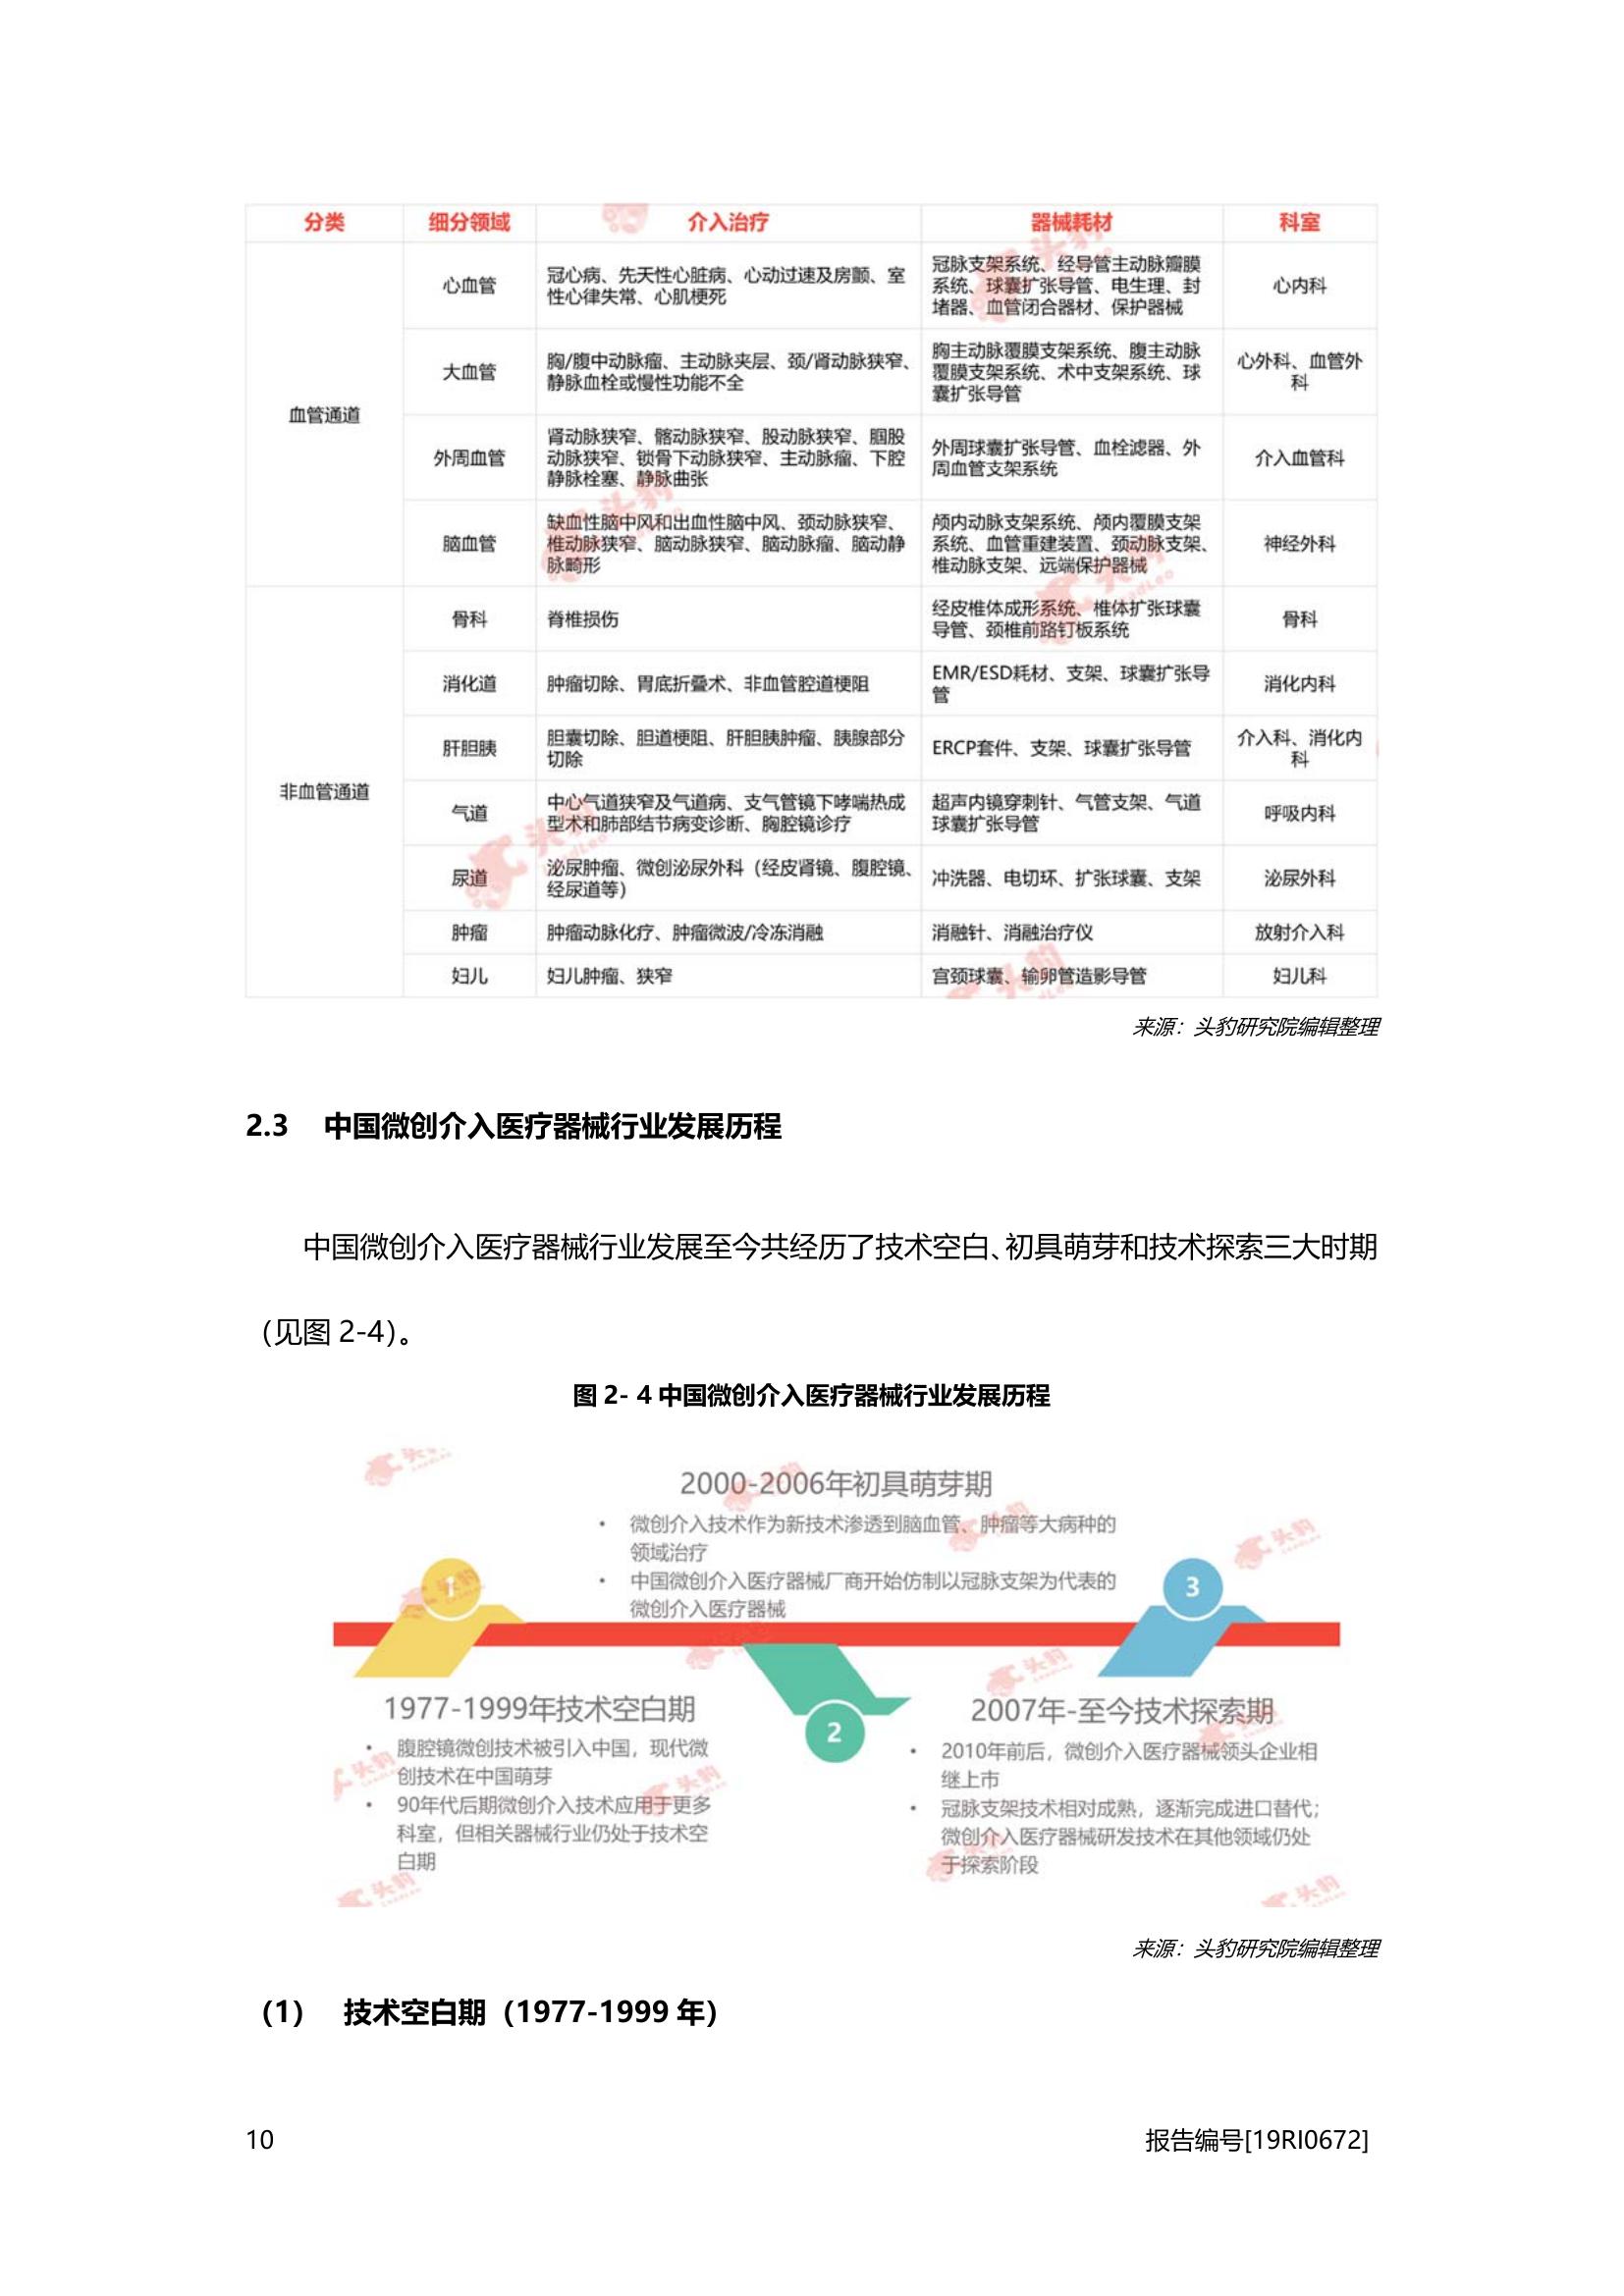 分类 细分领域 介入治疗 器械耗材 科室
血管通道
心血管
冠心病、先天性心脏病、心动过速及房颤、室
性心律失常、心肌梗死
冠脉支架系统、经导管主动脉瓣膜
系统、球囊扩张导管、电生理、封
堵器、血管闭合器材、保护器械
心内科
大血管
胸/腹中动脉瘤、主动脉夹层、颈/肾动脉狭窄、
静脉血栓或慢性功能不全
胸主动脉覆膜支架系统、腹主动脉
覆膜支架系统、术中支架系统、球
囊扩张导管
心外科、血管外
科
外周血管
肾动脉狭窄、髂动脉狭窄、股动脉狭窄、腘股
动脉狭窄、锁骨下动脉狭窄、主动脉瘤、下腔
静脉栓塞、静脉曲张
外周球囊扩张导管、血栓滤器、外
周血管支架系统
介入血管科
脑血管
缺血性脑中风和出血性脑中风、颈动脉狭窄、
椎动脉狭窄、脑动脉狭窄、脑动脉瘤、脑动静
脉畸形
颅内动脉支架系统、颅内覆膜支架
系统、血管重建装置、颈动脉支架、
椎动脉支架、远端保护器械
神经外科
非血管通道
骨科
脊椎损伤
经皮椎体成形系统、椎体扩张球囊
导管、颈椎前路钉板系统
骨科
消化道
肿瘤切除、胃底折叠术、非血管腔道梗阻
EMR/ESD耗材、支架、球囊扩张导
管
消化内科
肝胆胰
胆囊切除、胆道梗阻、肝胆胰肿瘤、胰腺部分
切除
ERCP套件、支架、球囊扩张导管
介入科、消化内
科
气道
中心气道狭窄及气道病、支气管镜下哮喘热成
型术和肺部结节病变诊断、胸腔镜诊疗
超声内镜穿刺针、气管支架、气道
球囊扩张导管
呼吸内科
尿道
泌尿肿瘤、微创泌尿外科（经皮肾镜、腹腔镜、
经尿道等）
冲洗器、电切环、扩张球囊、支架
泌尿外科
肿瘤
肿瘤动脉化疗、肿瘤微波/冷冻消融
消融针、消融治疗仪
放射介入科
妇儿
妇儿肿瘤、狭窄
宫颈球囊、输卵管造影导管
妇儿科
来源：头豹研究院编辑整理
2.3 中国微创介入医疗器械行业发展历程
中国微创介入医疗器械行业发展至今共经历了技术空白、初具萌芽和技术探索三大时期
（见图 2-4）。
图 2- 4 中国微创介入医疗器械行业发展历程
2000-2006年初具萌芽期
• 微创介入技术作为新技术渗透到脑血管、肿瘤等大病种的
领域治疗
• 中国微创介入医疗器械厂商开始仿制以冠脉支架为代表的
微创介入医疗器械
1
3
2
1977-1999年技术空白期
• 腹腔镜微创技术被引入中国，现代微
创技术在中国萌芽
• 90年代后期微创介入技术应用于更多
科室，但相关器械行业仍处于技术空
白期
2007年-至今技术探索期
• 2010年前后，微创介入医疗器械领头企业相
继上市
• 冠脉支架技术相对成熟，逐渐完成进口替代；
微创介入医疗器械研发技术在其他领域仍处
于探索阶段
来源：头豹研究院编辑整理
（1） 技术空白期（1977-1999 年）
10 报告编号[19RI0672]